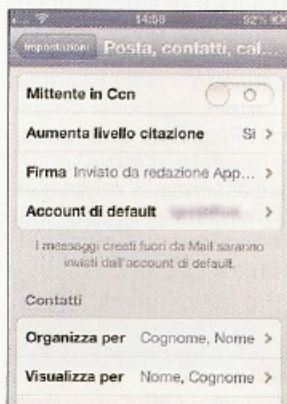 14:58 92%
Impostazioni Posta, contatti, cal...
Mittente in Ccn
Aumenta livello citazione Sì >
Firma Inviato da redazione App... >
Account di default >
I messaggi creati fuori da Mail saranno
inviati dall'account di default.
Contatti
Organizza per Cognome, Nome >
Visualizza per Nome, Cognome >